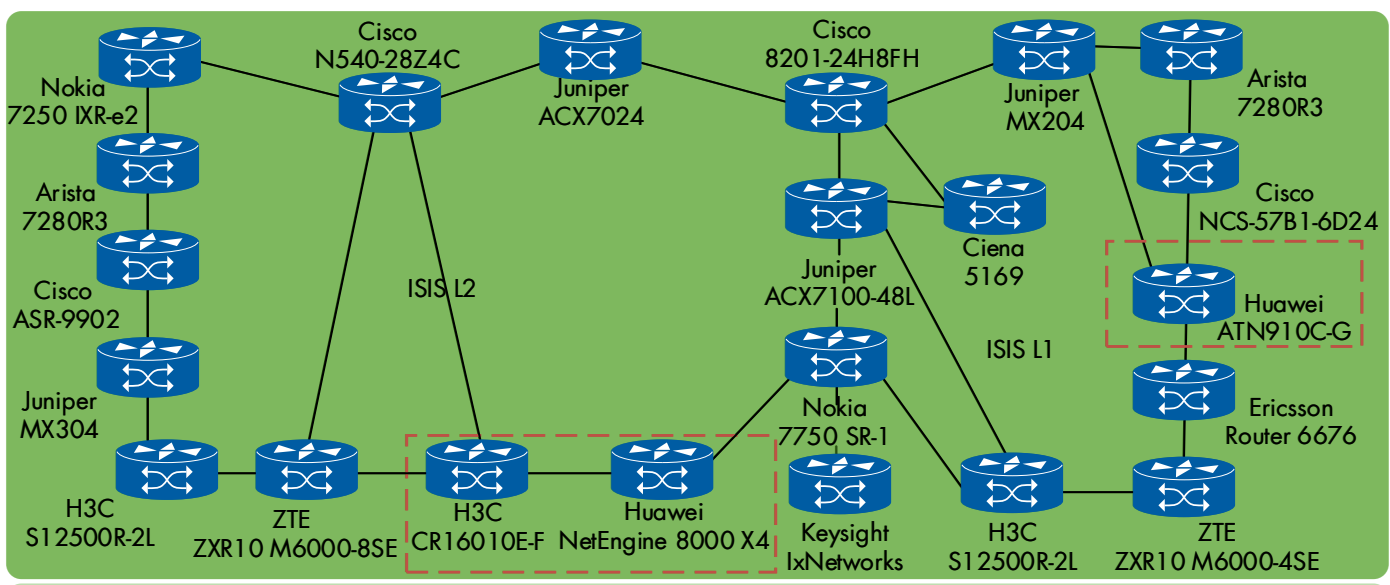 Cisco
N540-28Z4C
Nokia
7250 IXR-e2
Juniper
ACX7024
Cisco
8201-24H8FH
Juniper
MX204
Arista
7280R3
Arista
7280R3
Cisco
NCS-57B1-6D24
Ciena
5169
Cisco
ASR-9902
ISIS L2
Juniper
ACX7100-48L
Huawei
ATN910C-G
ISIS L1
Juniper
MX304
Nokia
7750 SR-1
Ericsson
Router 6676
H3C
S12500R-2L
ZTE
ZXR10 M6000-8SE
H3C
CR16010E-F
Huawei
NetEngine 8000 X4
Keysight
IxNetworks
H3C
S12500R-2L
ZTE
ZXR10 M6000-4SE